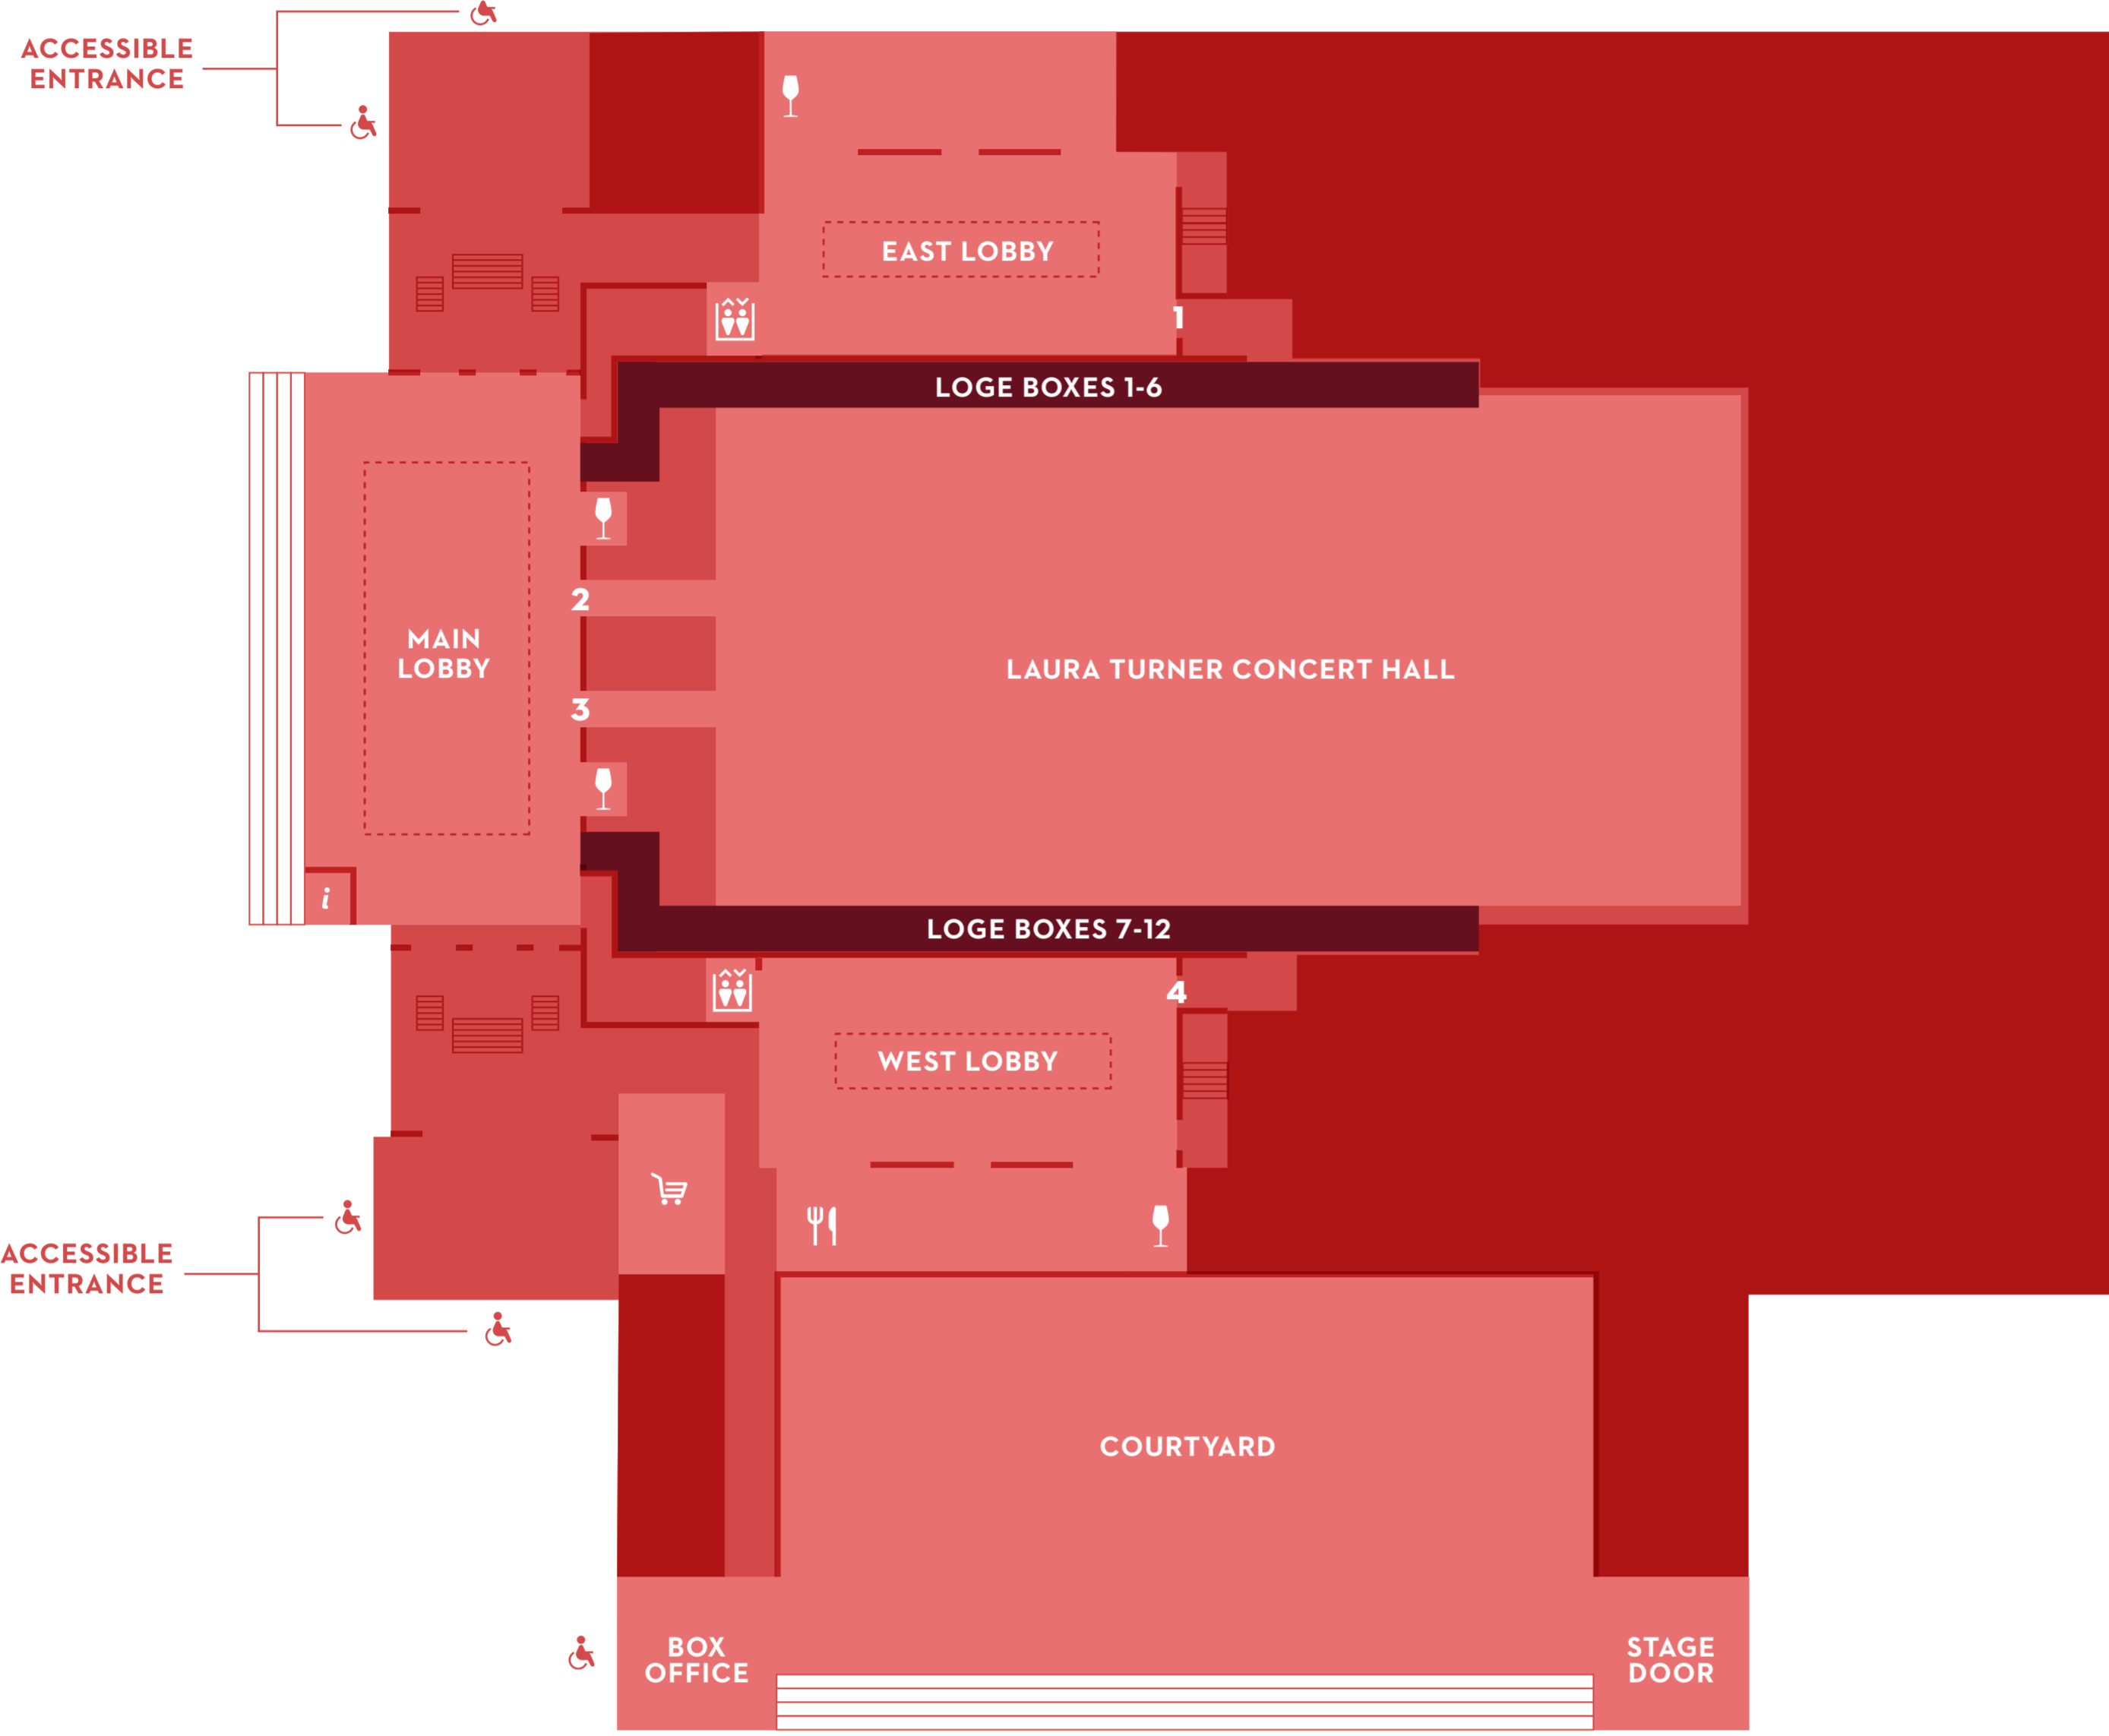 ACCESSIBLE
ENTRANCE
EAST LOBBY
1
LOGE BOXES 1-6
2
MAIN
LOBBY
LAURA TURNER CONCERT HALL
3
i
LOGE BOXES 7-12
4
WEST LOBBY
ACCESSIBLE
ENTRANCE
COURTYARD
BOX
OFFICE
STAGE
DOOR